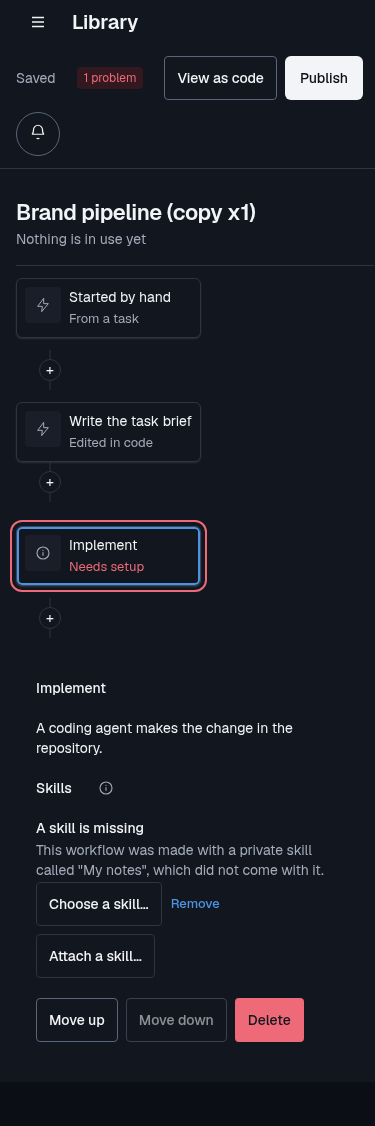 Library
Saved
1 problem
View as code
Publish
Brand pipeline (copy x1)
Nothing is in use yet
Started by hand
From a task
+
Write the task brief
Edited in code
+
Implement
Needs setup
+
Implement
A coding agent makes the change in the
repository.
Skills
A skill is missing
This workflow was made with a private skill
called "My notes", which did not come with it.
Choose a skill...
Remove
Attach a skill...
Move up
Move down
Delete